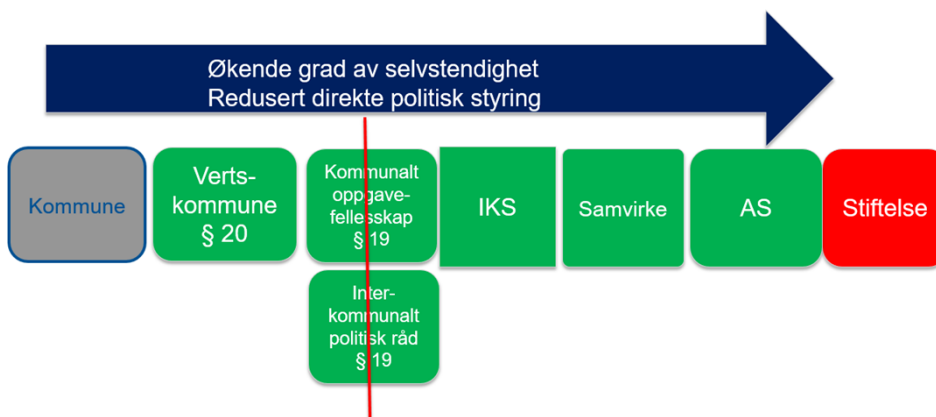 Økende grad av selvstendighet
Redusert direkte politisk styring
Kommune
Verts-
kommune
§ 20
Kommunalt
oppgave-
fellesskap
§ 19
IKS
Samvirke
AS
Stiftelse
Inter-
kommunalt
politisk råd
§ 19